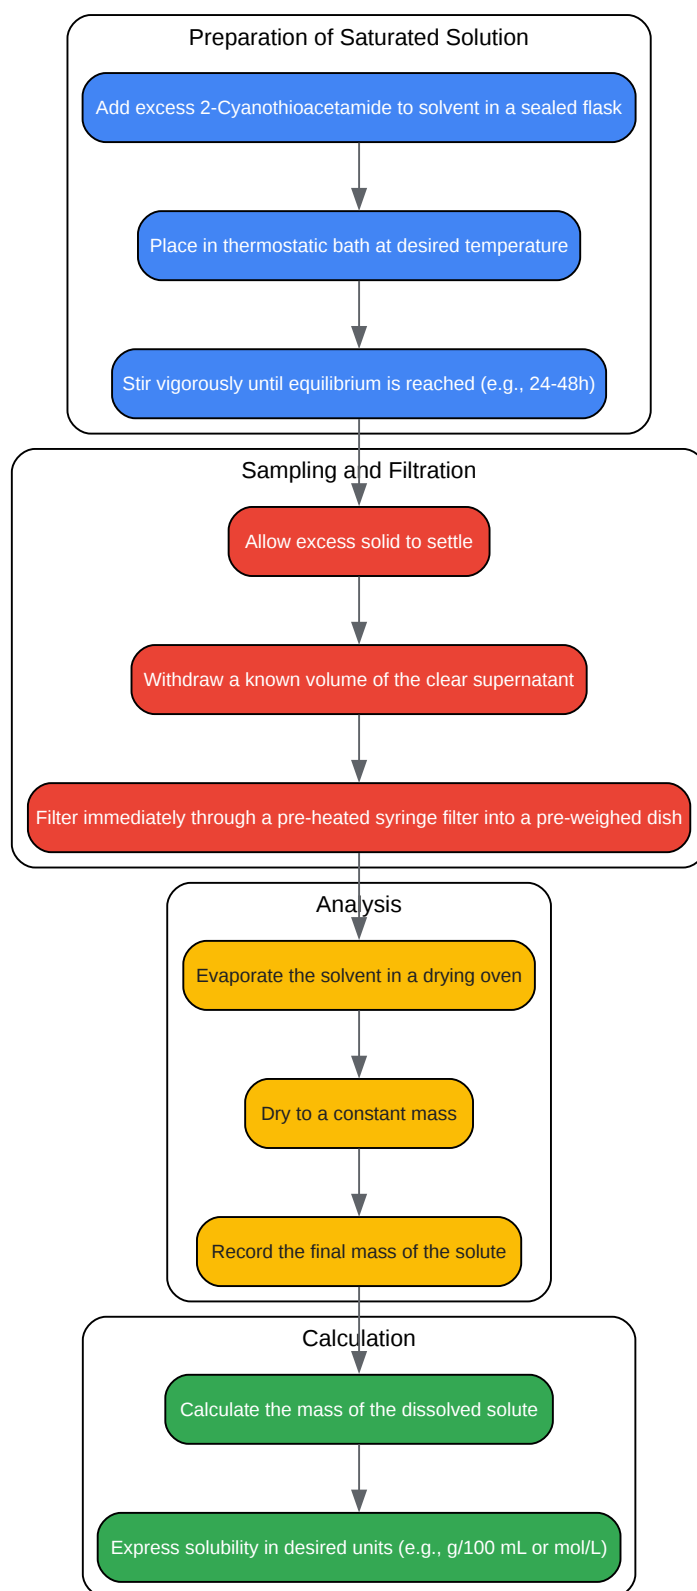 Preparation of Saturated Solution
Add excess 2-Cyanothioacetamide to solvent in a sealed flask
Place in thermostatic bath at desired temperature
Stir vigorously until equilibrium is reached (e.g., 24-48h)
Sampling and Filtration
Allow excess solid to settle
Withdraw a known volume of the clear supernatant
Filter immediately through a pre-heated syringe filter into a pre-weighed dish
Analysis
Evaporate the solvent in a drying oven
Dry to a constant mass
Record the final mass of the solute
Calculation
Calculate the mass of the dissolved solute
Express solubility in desired units (e.g., g/100 mL or mol/L)